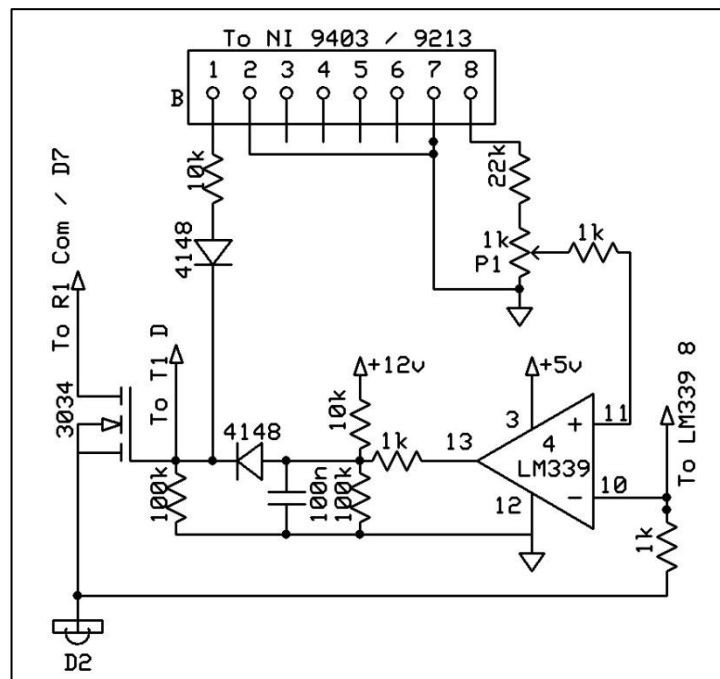 To NI 9403 / 9213
1 2 3 4 5 6 7 8
B
10k
22k
4148
1k
P1
1k
To R1 Com / D7
To T1 D
3034
+12v
+5v
10k
4148
1k
13
3
4
LM339
+
11
-
10
12
To LM339 8
100k
100n
100k
1k
D2